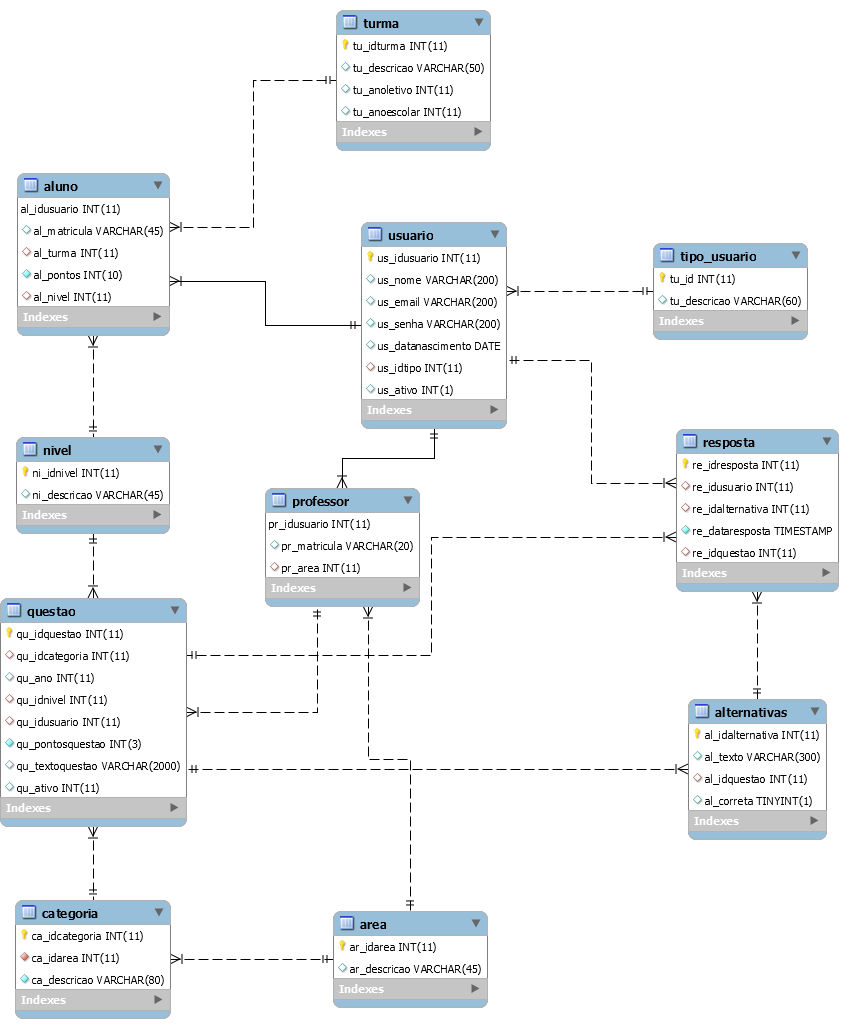 turma
tu_idturma INT(11)
tu_descricao VARCHAR(50)
tu_anoletivo INT(11)
tu_anoescolar INT(11)
Indexes
aluno
al_idusuario INT(11)
al_matricula VARCHAR(45)
al_turma INT(11)
al_pontos INT(10)
al_nivel INT(11)
Indexes
usuario
us_idusuario INT(11)
us_nome VARCHAR(200)
us_email VARCHAR(200)
us_senha VARCHAR(200)
us_datanascimento DATE
us_idtipo INT(11)
us_ativo INT(1)
Indexes
tipo_usuario
tu_id INT(11)
tu_descricao VARCHAR(60)
Indexes
nivel
ni_idnivel INT(11)
ni_descricao VARCHAR(45)
Indexes
professor
pr_idusuario INT(11)
pr_matricula VARCHAR(20)
pr_area INT(11)
Indexes
resposta
re_idresposta INT(11)
re_idusuario INT(11)
re_idalternativa INT(11)
re_dataresposta TIMESTAMP
re_idquestao INT(11)
Indexes
questao
qu_idquestao INT(11)
qu_idcategoria INT(11)
qu_ano INT(11)
qu_idnivel INT(11)
qu_idusuario INT(11)
qu_pontosquestao INT(3)
qu_textoquestao VARCHAR(2000)
qu_ativo INT(11)
Indexes
alternativas
al_idalternativa INT(11)
al_texto VARCHAR(300)
al_idquestao INT(11)
al_correta TINYINT(1)
Indexes
categoria
ca_idcategoria INT(11)
ca_idarea INT(11)
ca_descricao VARCHAR(80)
Indexes
area
ar_idarea INT(11)
ar_descricao VARCHAR(45)
Indexes